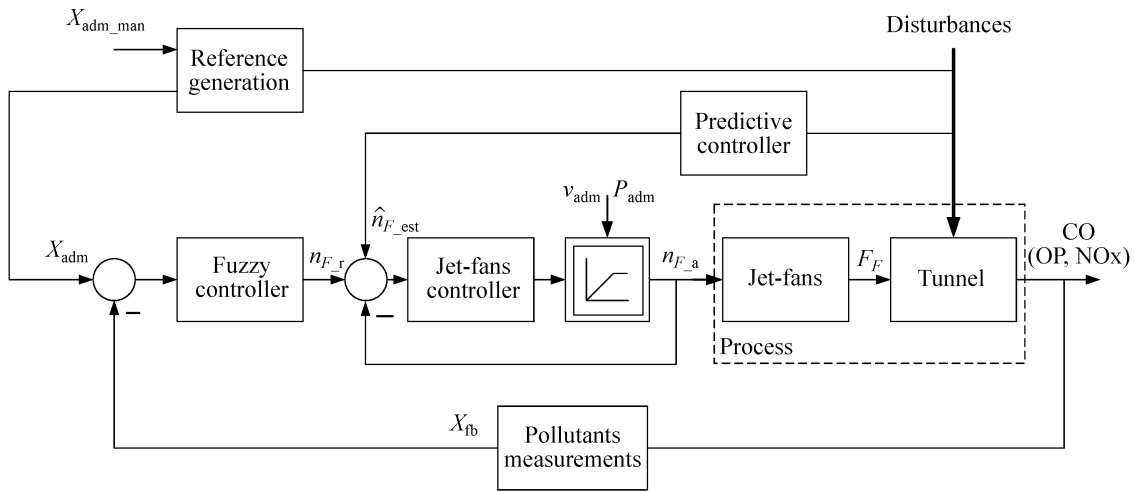 X_adm_man
Disturbances
Reference
generation
Predictive
controller
v_adm P_adm
n̂_F_est
CO
(OP, NOx)
X_adm
Fuzzy
controller
n_F_r
Jet-fans
controller
n_F_a
Jet-fans
F_F
Tunnel
−
−
Process
X_fb
Pollutants
measurements